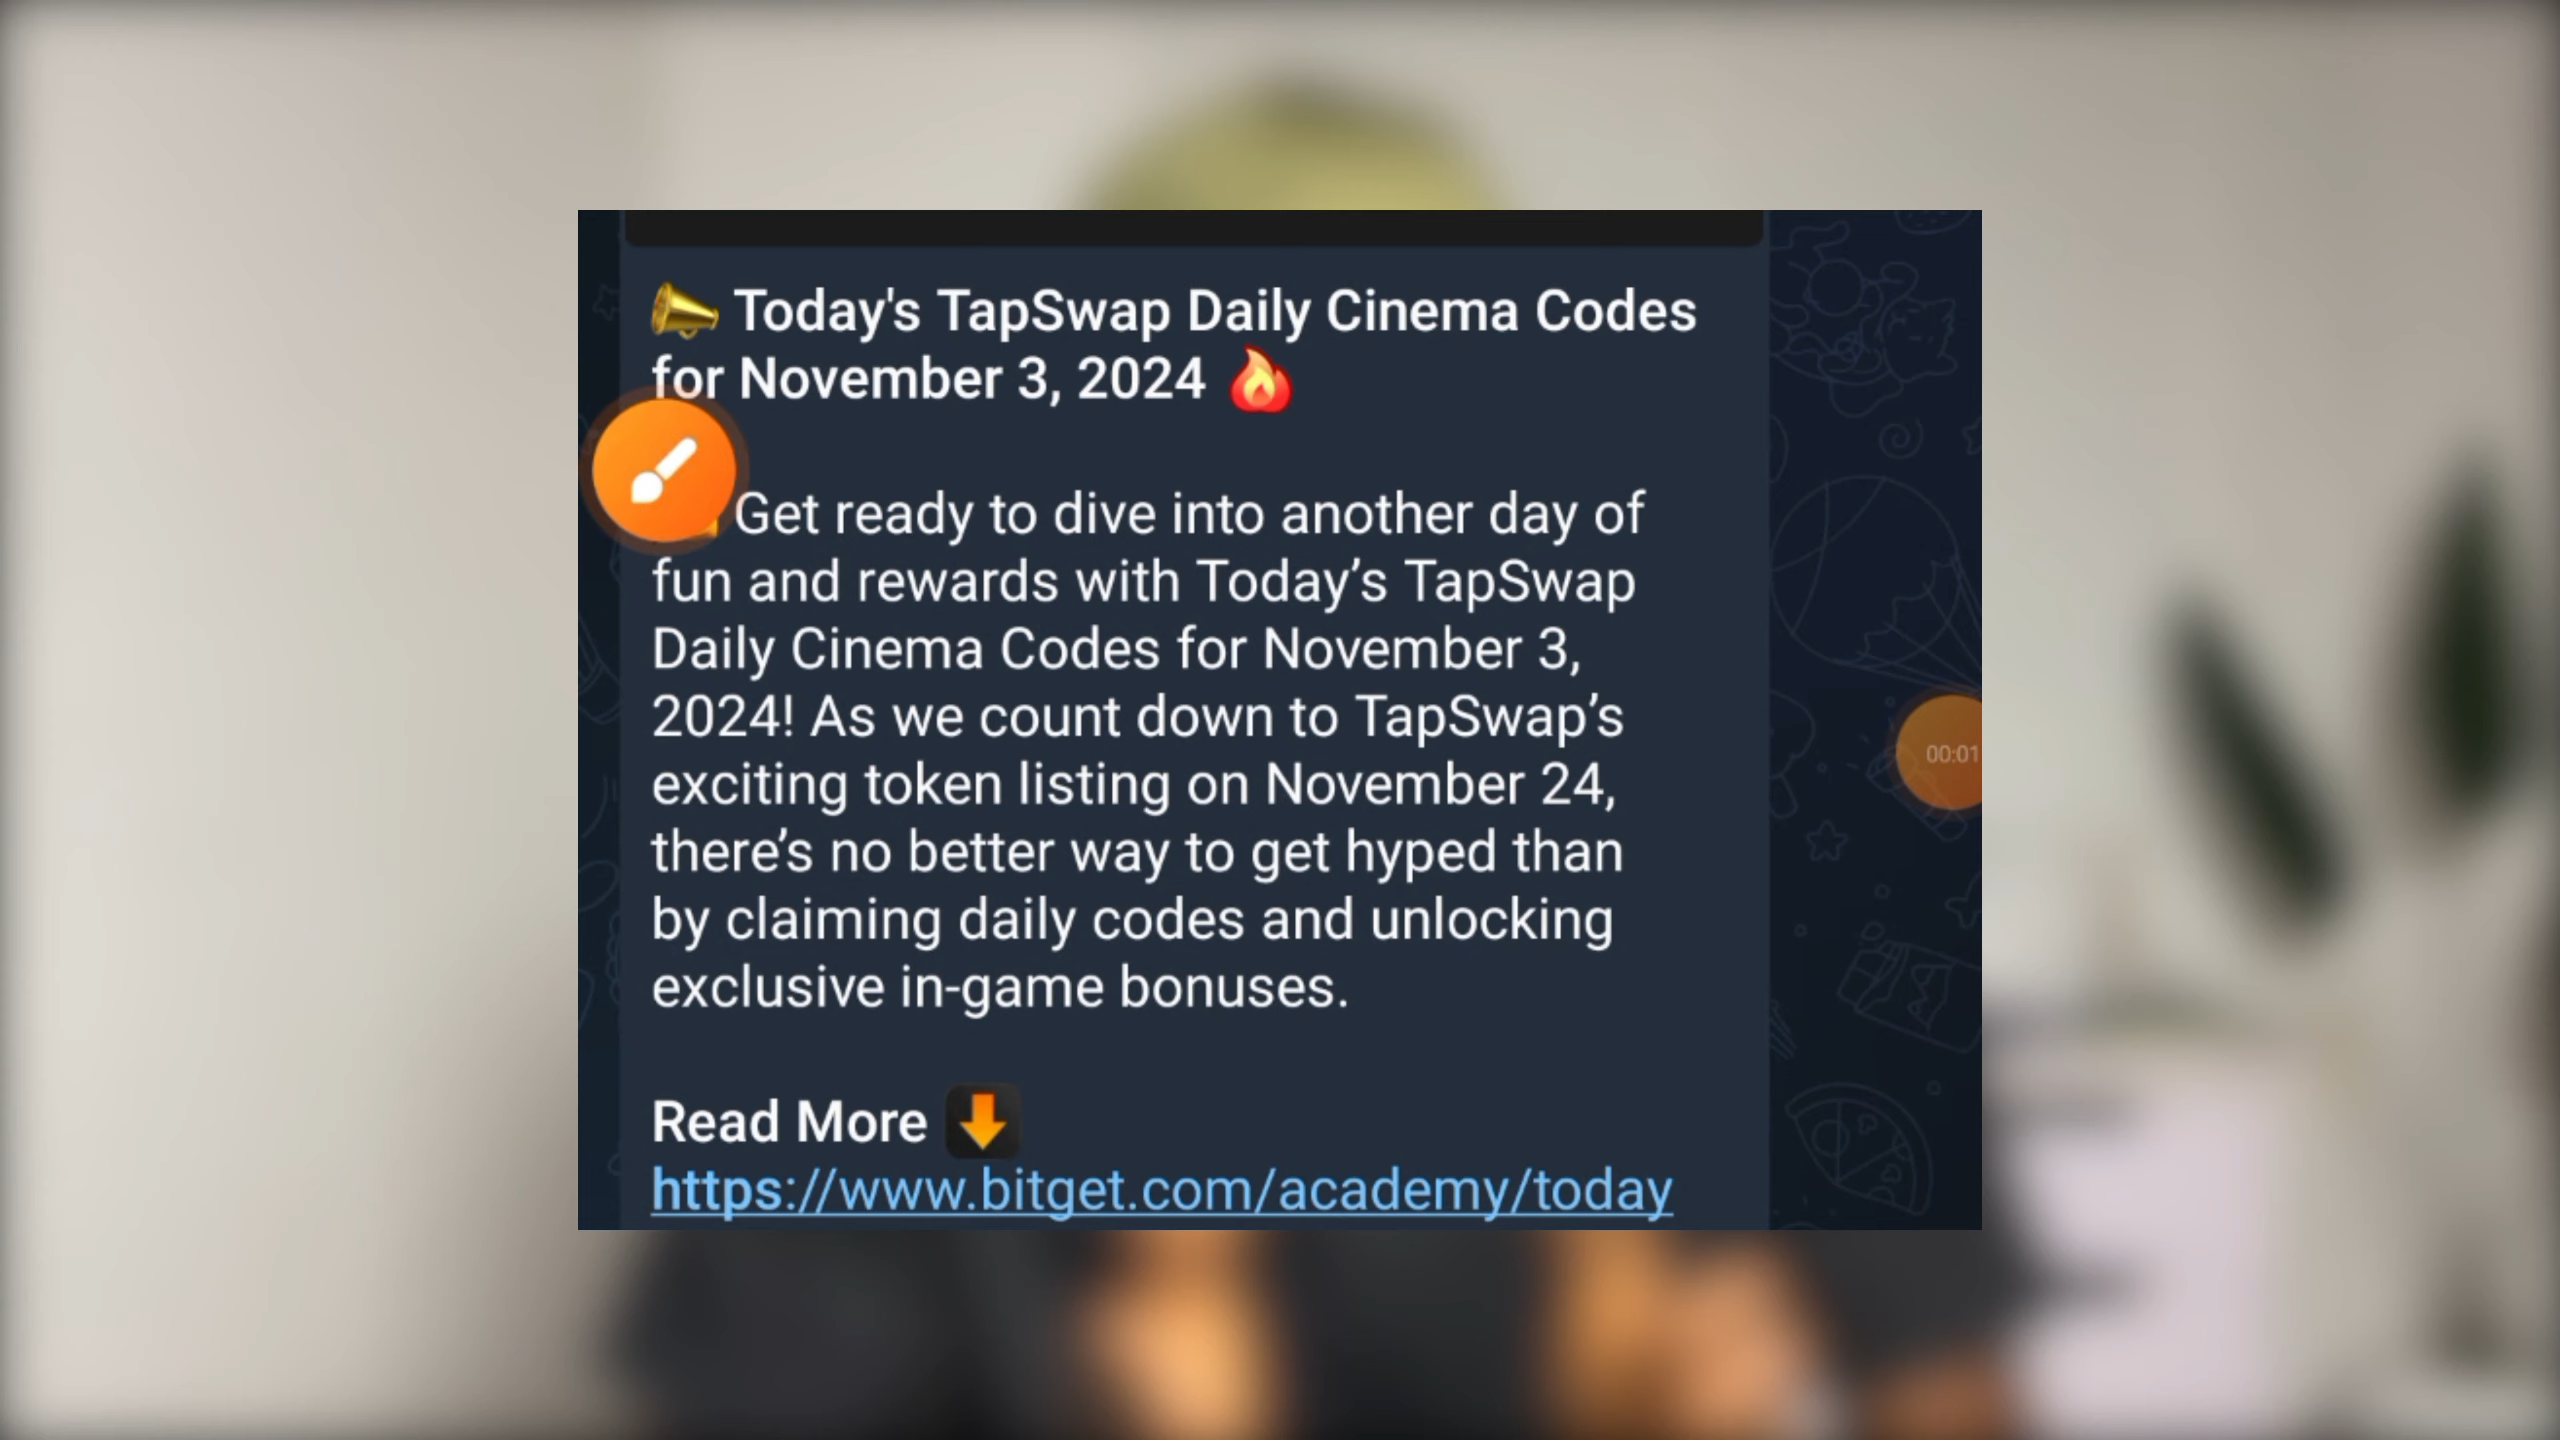 Today's TapSwap Daily Cinema Codes
for November 3, 2024
Get ready to dive into another day of
fun and rewards with Today’s TapSwap
Daily Cinema Codes for November 3,
2024! As we count down to TapSwap’s
exciting token listing on November 24,
there’s no better way to get hyped than
by claiming daily codes and unlocking
exclusive in-game bonuses.
00:01
Read More
https://www.bitget.com/academy/today